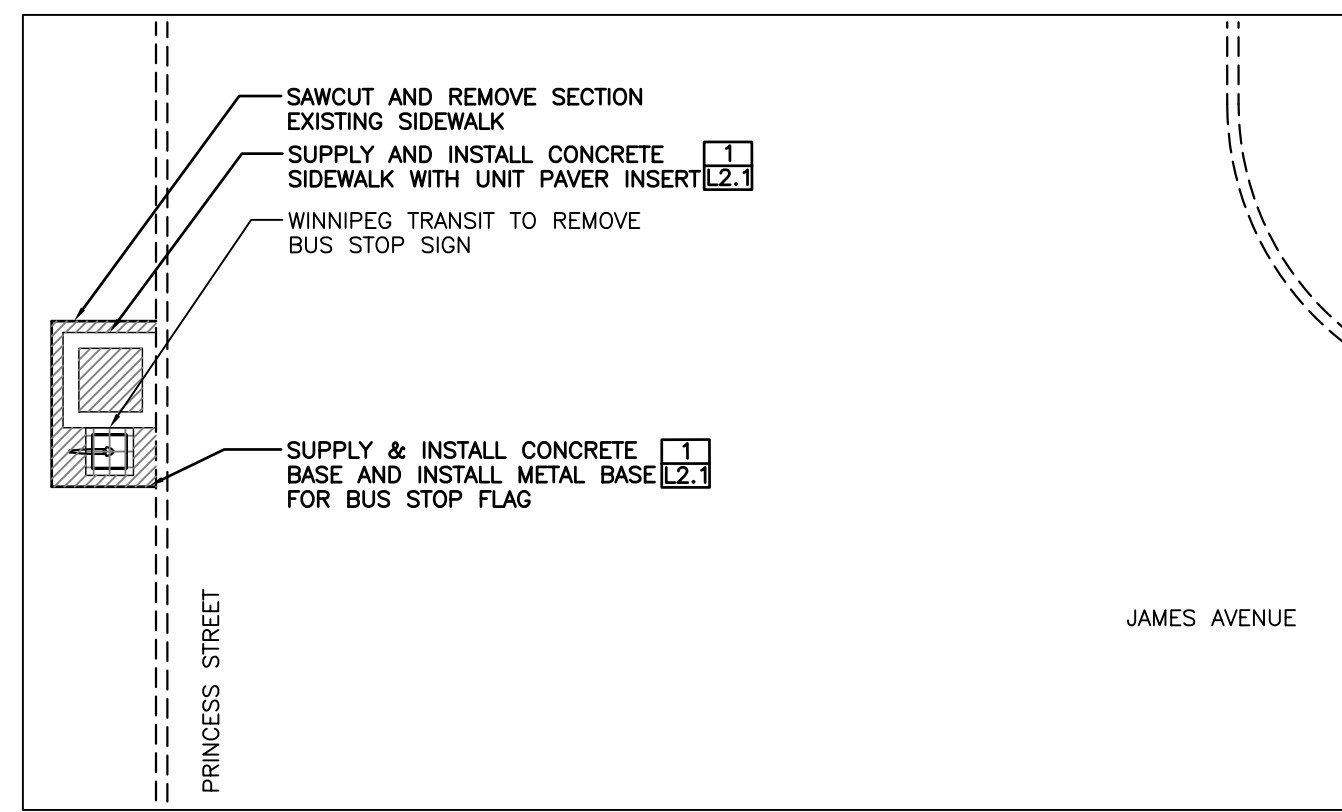 SAWCUT AND REMOVE SECTION
EXISTING SIDEWALK
SUPPLY AND INSTALL CONCRETE 1
SIDEWALK WITH UNIT PAVER INSERT L2.1
WINNIPEG TRANSIT TO REMOVE
BUS STOP SIGN
SUPPLY & INSTALL CONCRETE 1
BASE AND INSTALL METAL BASE L2.1
FOR BUS STOP FLAG
PRINCESS STREET
JAMES AVENUE